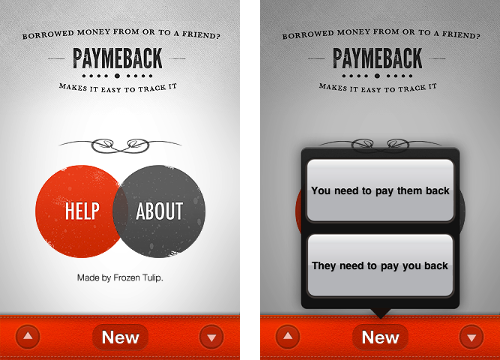 BORROWED MONEY FROM OR TO A FRIEND?
PAYMEBACK
MAKES IT EASY TO TRACK IT
HELP
ABOUT
Made by Frozen Tulip.
New
BORROWED MONEY FROM OR TO A FRIEND?
PAYMEBACK
MAKES IT EASY TO TRACK IT
You need to pay them back
They need to pay you back
New